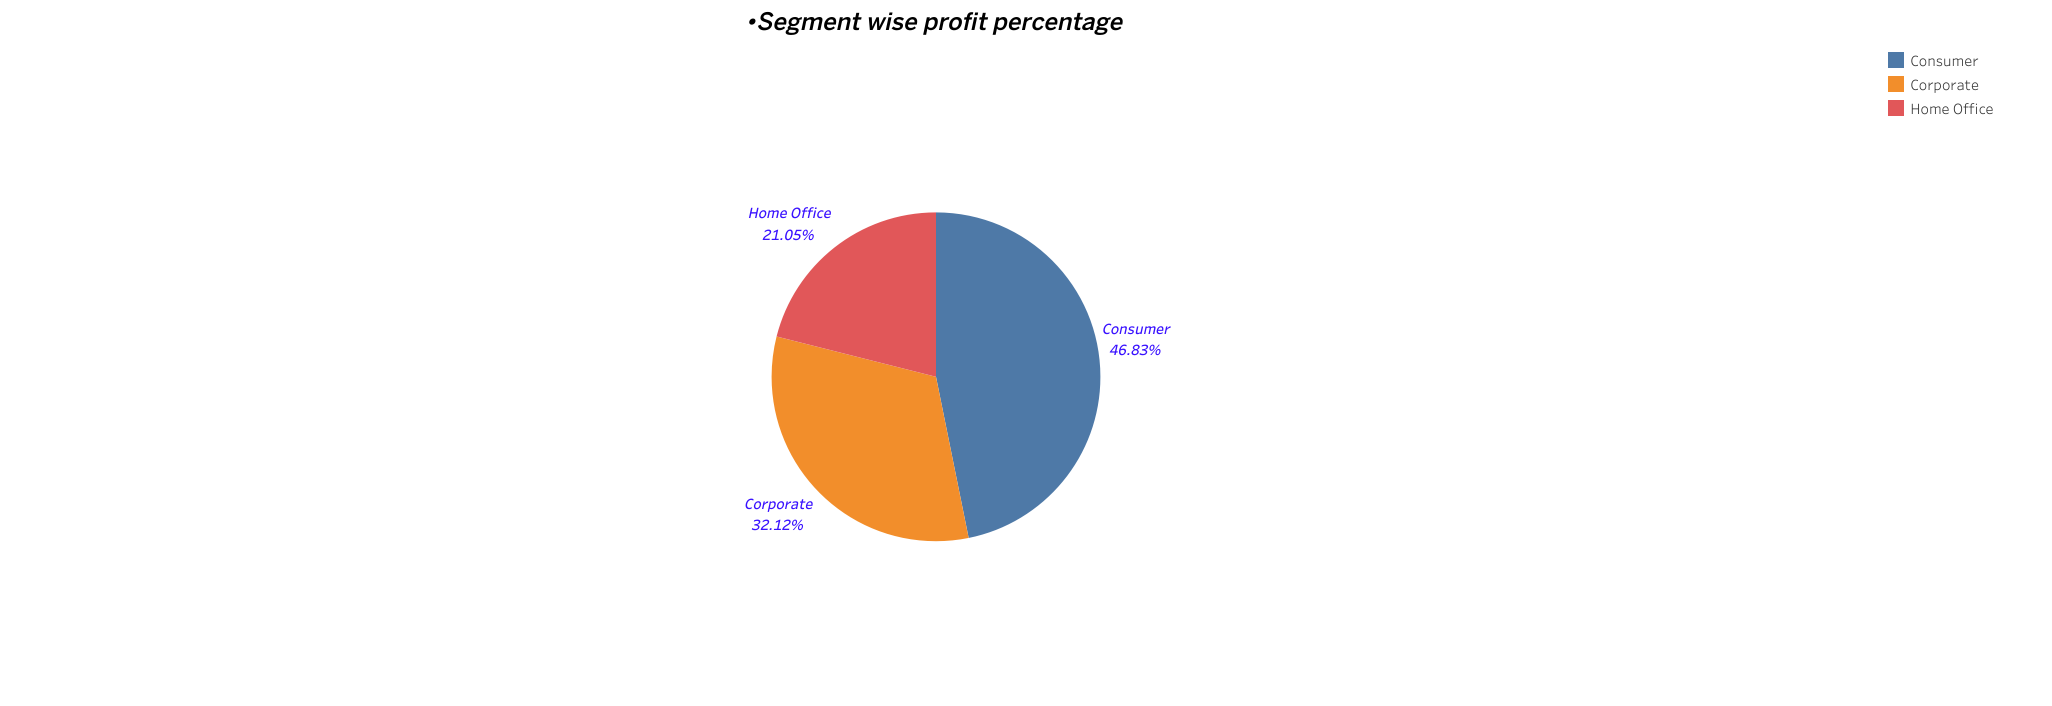 •Segment wise profit percentage
Consumer
Corporate
Home Office
Home Office
21.05%
Consumer
46.83%
Corporate
32.12%